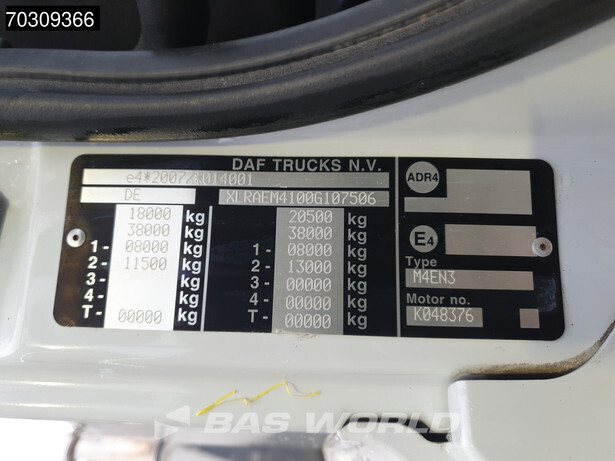 70309366
DAF TRUCKS N.V.
e4*2007/*014001
DE XLRAEM4100G107506
18000 kg 20500 kg
38000 kg 38000 kg
1 - 08000 kg 1 - 08000 kg
2 - 11500 kg 2 - 13000 kg
3 - kg 3 - 00000 kg
4 - kg 4 - 00000 kg
T - 00000 kg T - 00000 kg
ADR4
E4
Type
M4EN3
Motor no.
K048376
BAS WORLD